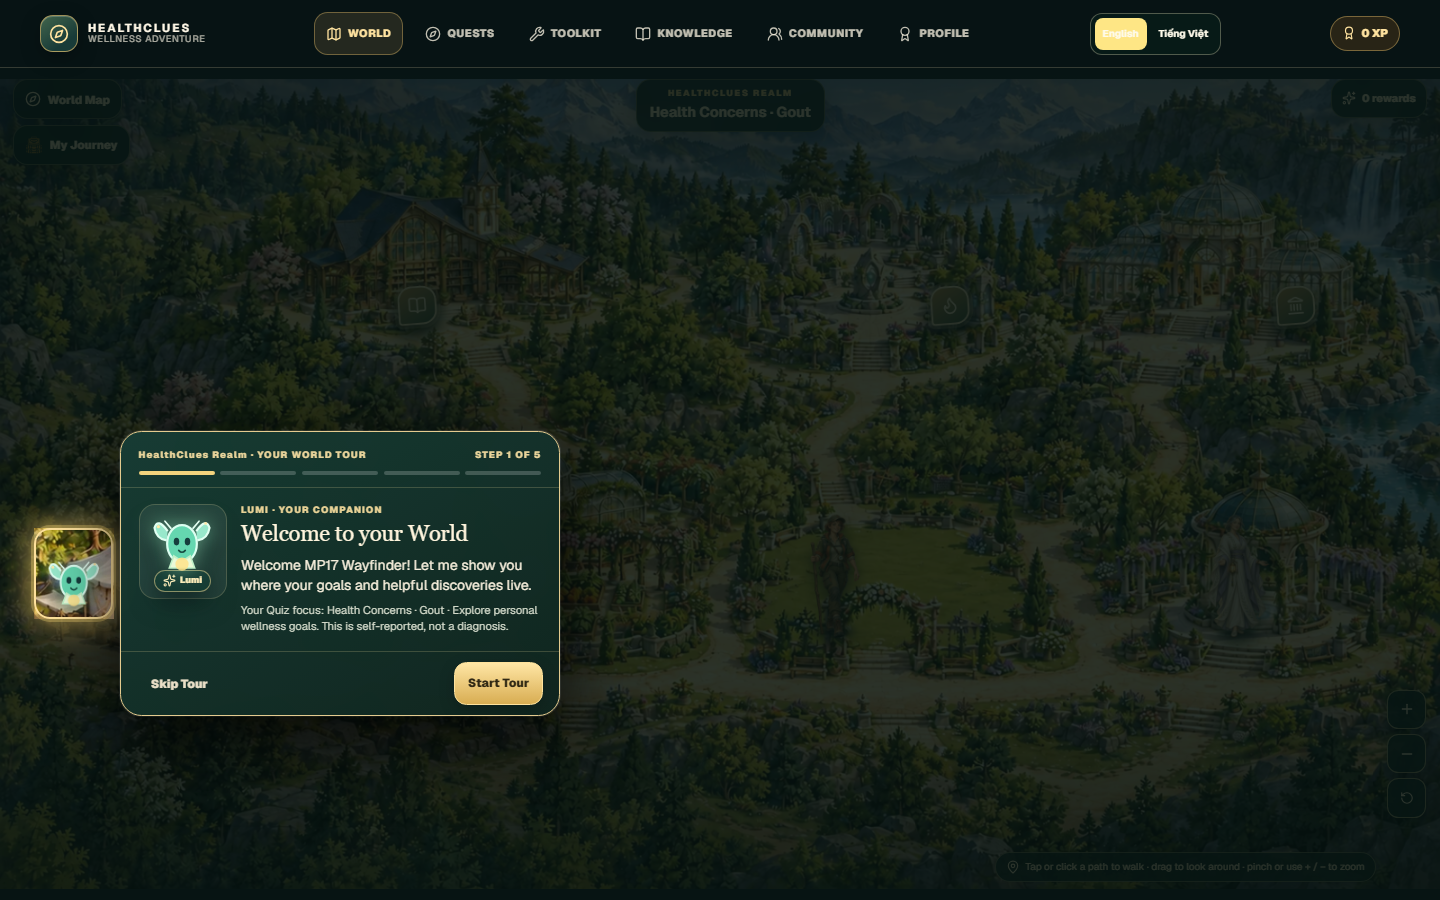 HEALTHCLUES
WELLNESS ADVENTURE
WORLD
QUESTS
TOOLKIT
KNOWLEDGE
COMMUNITY
PROFILE
English
Tiếng Việt
0 XP
World Map
My Journey
HEALTHCLUES REALM
Health Concerns · Gout
0 rewards
HealthClues Realm · YOUR WORLD TOUR
STEP 1 OF 5
LUMI · YOUR COMPANION
Welcome to your World
Welcome MP17 Wayfinder! Let me show you
where your goals and helpful discoveries live.
Your Quiz focus: Health Concerns · Gout · Explore personal
wellness goals. This is self-reported, not a diagnosis.
Lumi
Skip Tour
Start Tour
Tap or click a path to walk · drag to look around · pinch or use + / − to zoom